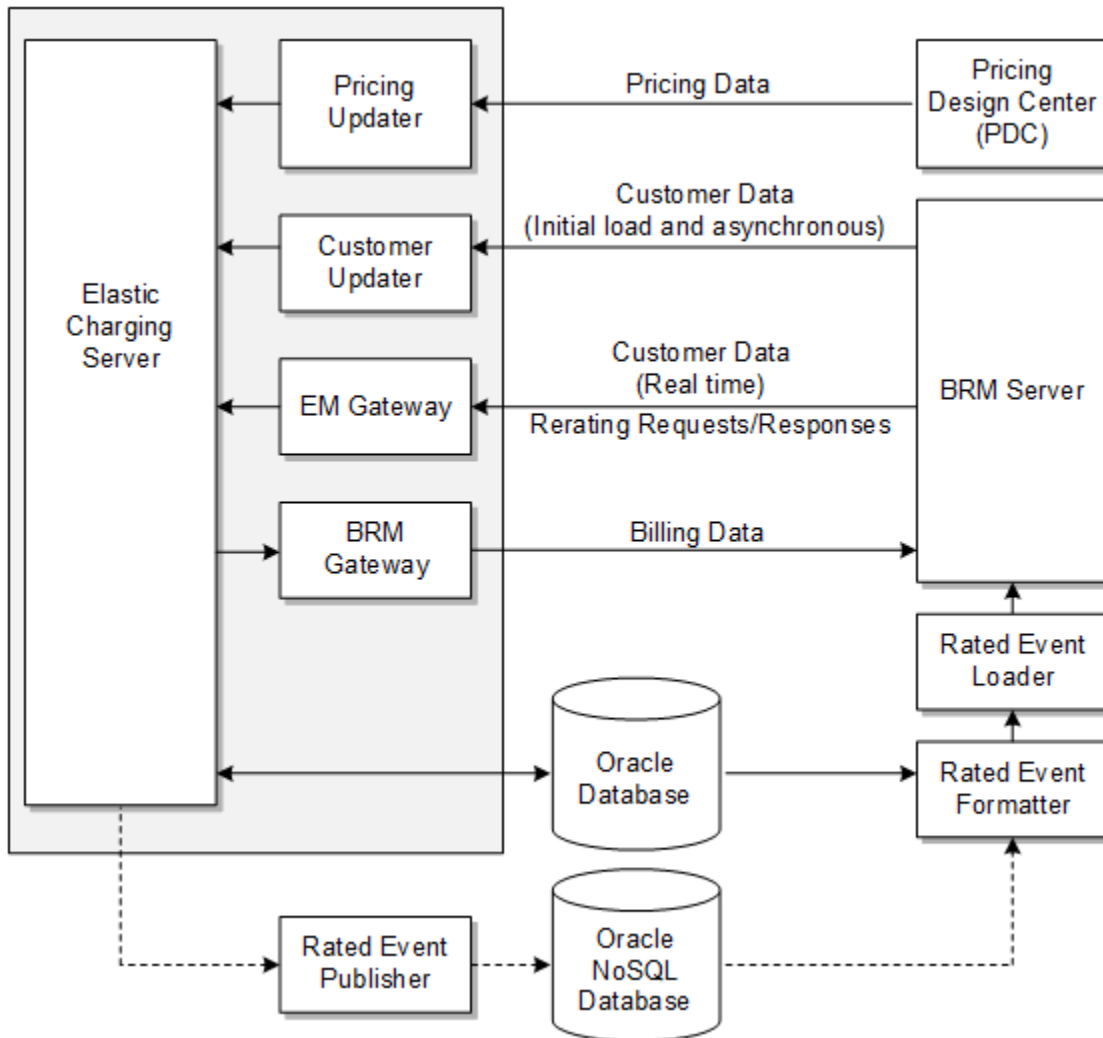 Pricing
Updater
Pricing Data
Pricing
Design Center
(PDC)
Customer Data
(Initial load and asynchronous)
Customer
Updater
Elastic
Charging
Server
Customer Data
(Real time)
EM Gateway
Rerating Requests/Responses
BRM Server
BRM
Gateway
Billing Data
Rated Event
Loader
Oracle
Database
Rated Event
Formatter
Rated Event
Publisher
Oracle
NoSQL
Database